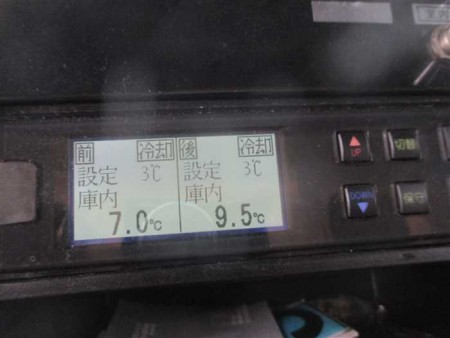 前 冷却 後 冷却
設定 3℃ 設定 3℃
庫内 庫内
7.0℃ 9.5℃
UP 切替
DOWN 保守